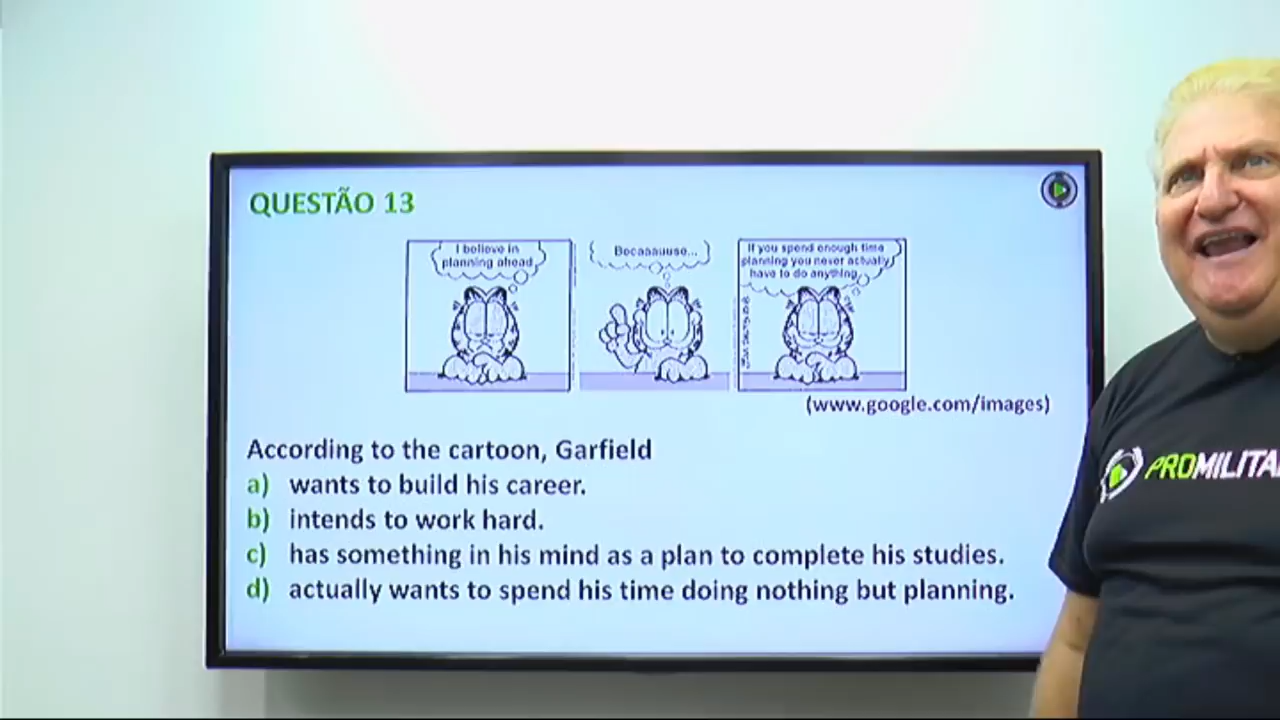 QUESTÃO 13
I believe in
planning ahead
Becaaauuse...
If you spend enough time
planning you never actually
have to do anything
(www.google.com/images)
According to the cartoon, Garfield
a) wants to build his career.
b) intends to work hard.
c) has something in his mind as a plan to complete his studies.
d) actually wants to spend his time doing nothing but planning.
PROMILITA